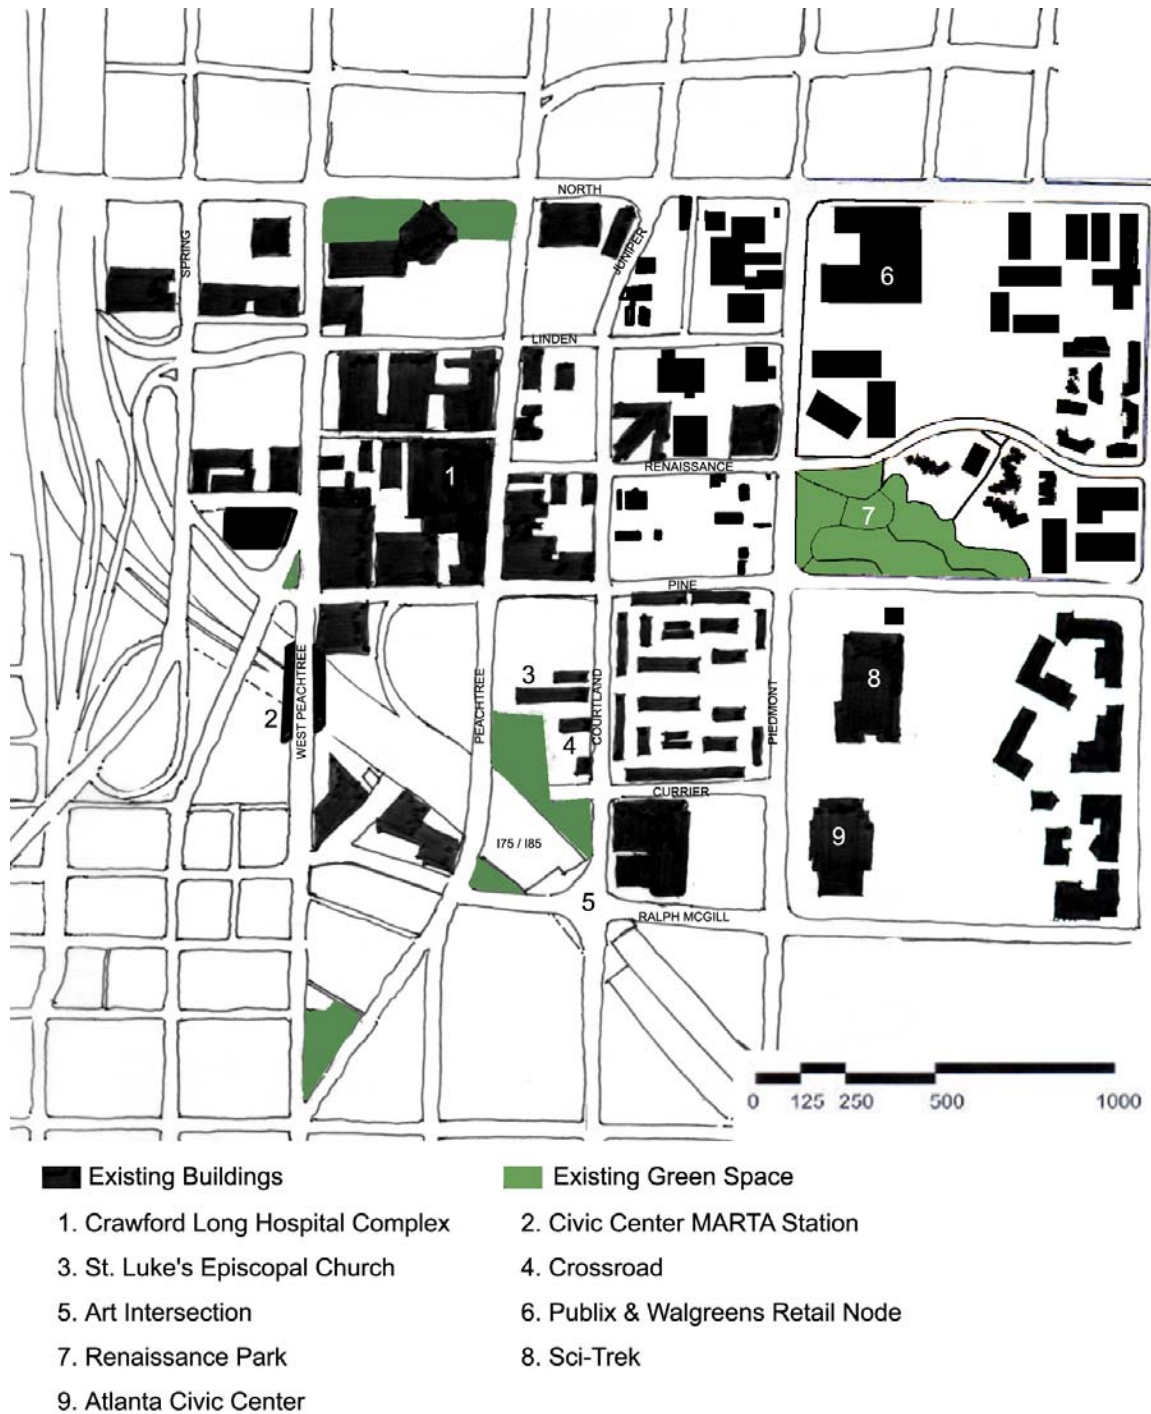 NORTH
SPRING
JUNIPER
6
LINDEN
1
RENAISSANCE
7
PINE
3
8
2
WEST PEACHTREE
PEACHTREE
COURTLAND
PIEDMONT
4
CURRIER
9
I75 / I85
5
RALPH MCGILL
0 125 250 500 1000
Existing Buildings
Existing Green Space
1. Crawford Long Hospital Complex
2. Civic Center MARTA Station
3. St. Luke's Episcopal Church
4. Crossroad
5. Art Intersection
6. Publix & Walgreens Retail Node
7. Renaissance Park
8. Sci-Trek
9. Atlanta Civic Center